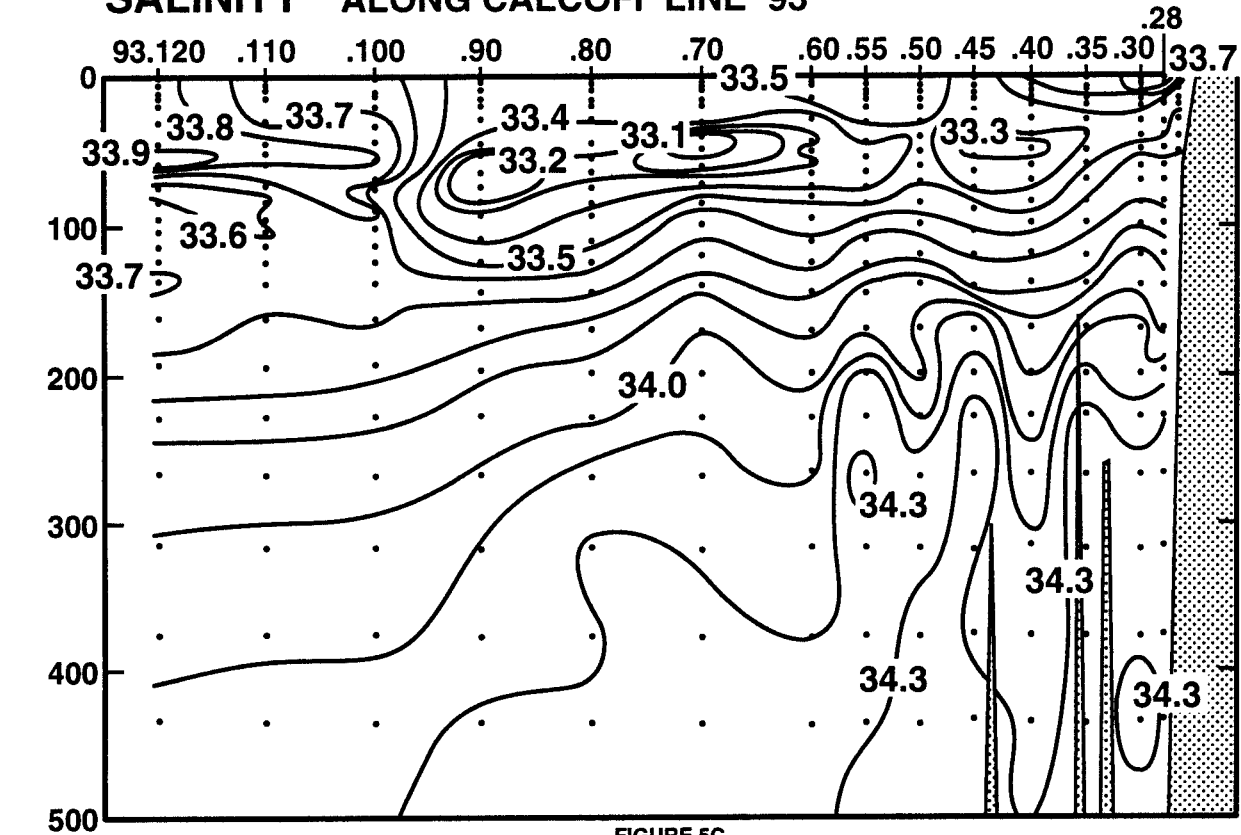 SALINITY ALONG CALCOFI LINE 93
.28
93.120 .110 .100 .90 .80 .70 .60 .55 .50 .45 .40 .35 .30 33.7
0 33.5
33.8 33.7 33.4 33.1 33.3
33.9 33.2
100 33.6
33.5
33.7
200 34.0
300 34.3
34.3
400 34.3 34.3
500
FIGURE 5C